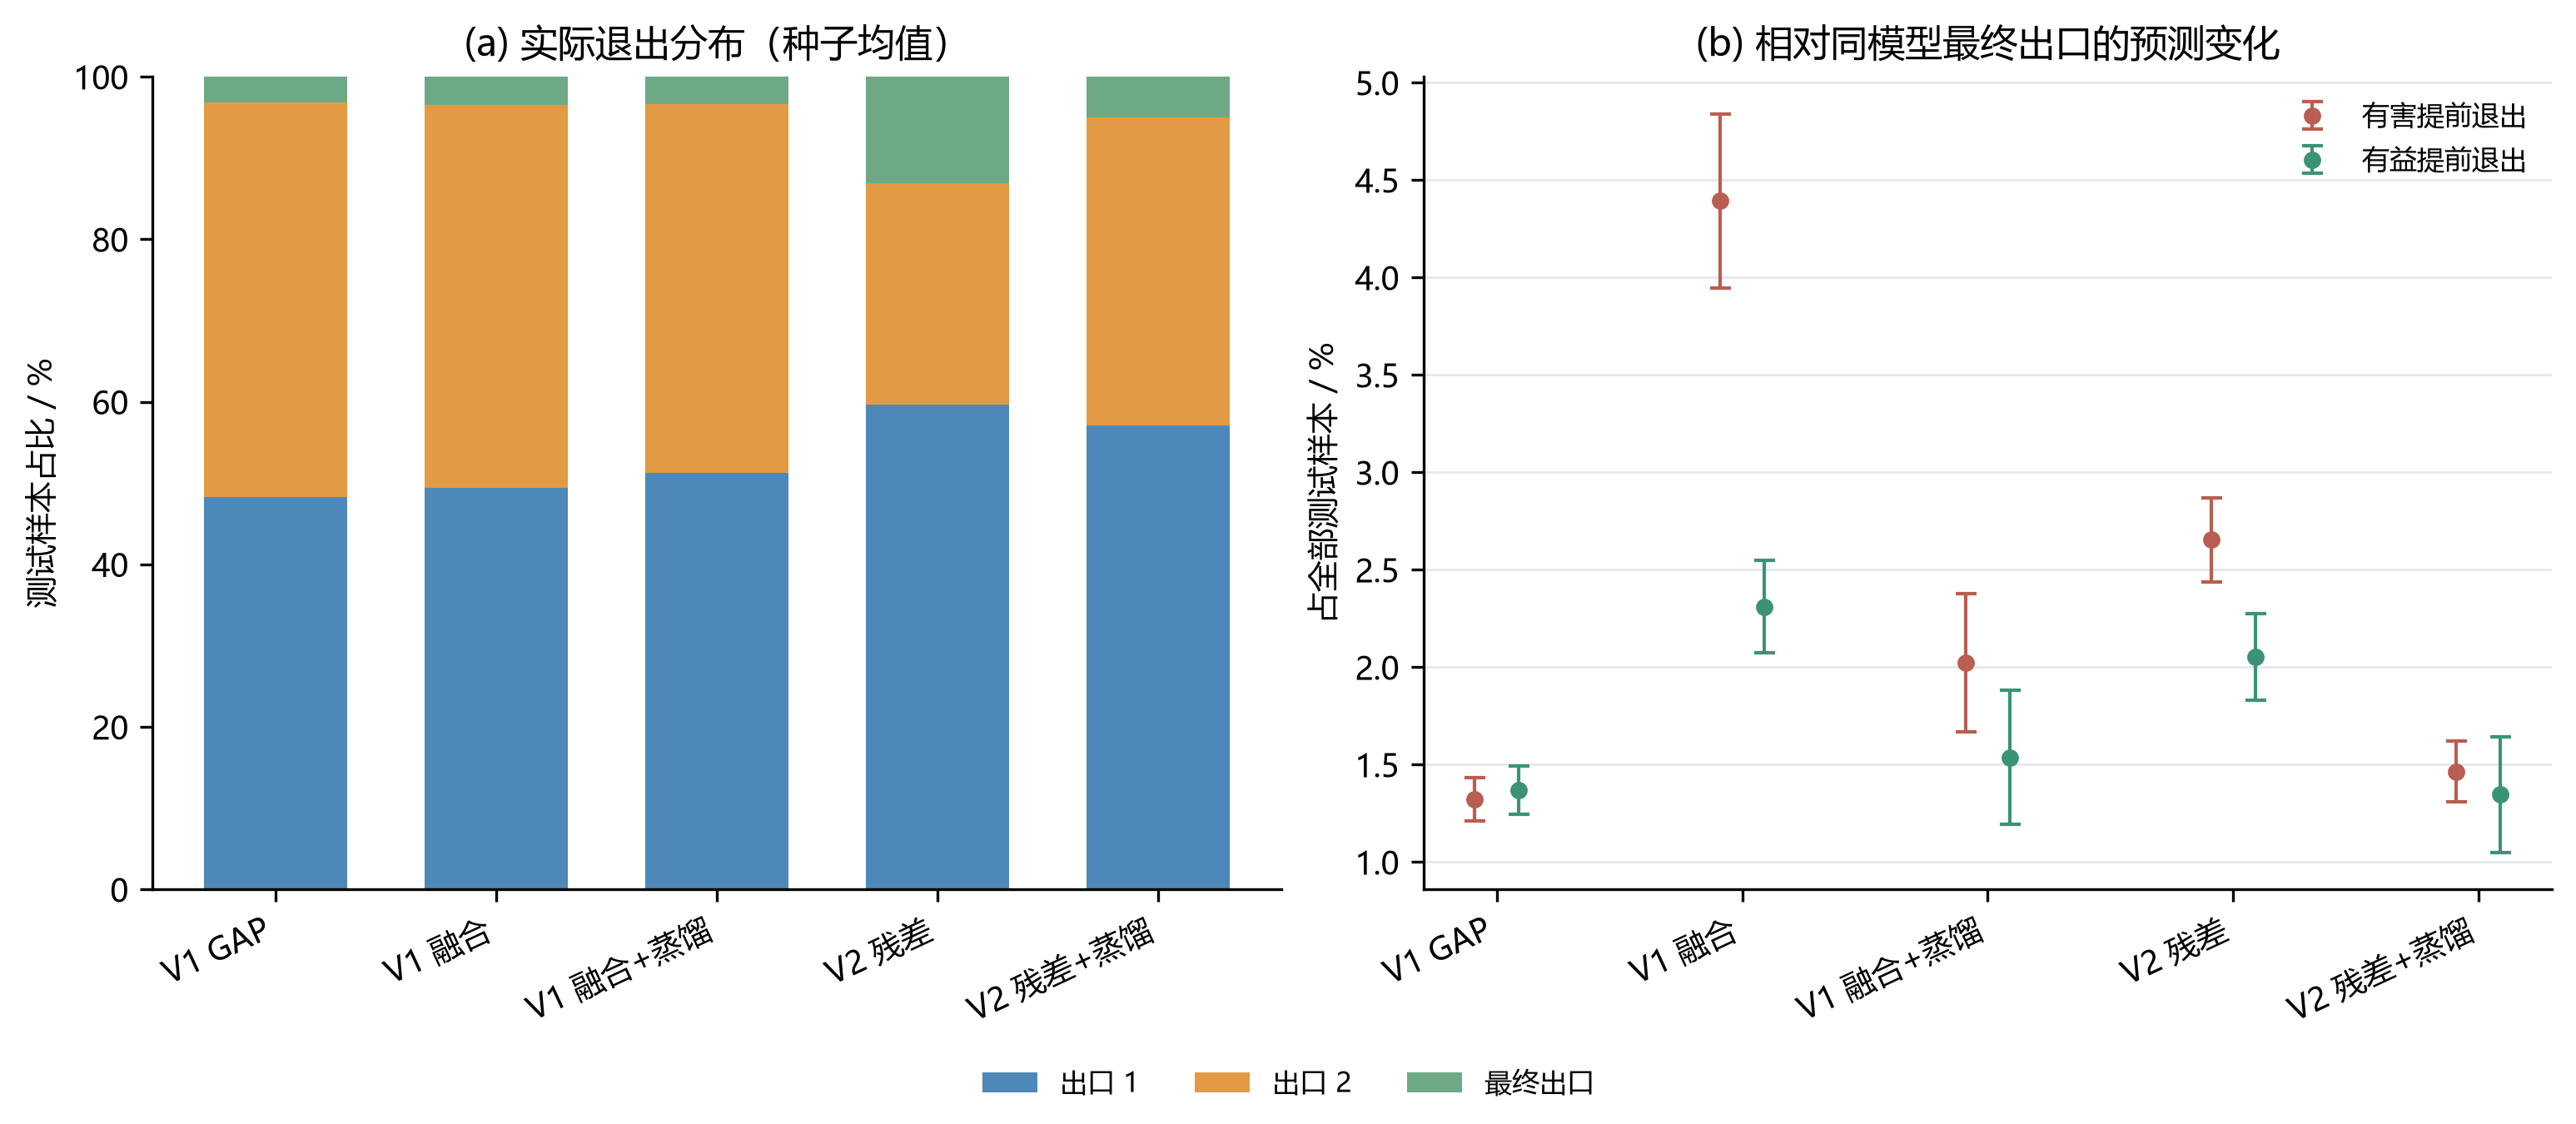 (a) 实际退出分布（种子均值）
测试样本占比 / %
100
80
60
40
20
0
V1 GAP
V1 融合
V1 融合+蒸馏
V2 残差
V2 残差+蒸馏
(b) 相对同模型最终出口的预测变化
占全部测试样本 / %
5.0
4.5
4.0
3.5
3.0
2.5
2.0
1.5
1.0
有害提前退出
有益提前退出
V1 GAP
V1 融合
V1 融合+蒸馏
V2 残差
V2 残差+蒸馏
出口 1
出口 2
最终出口